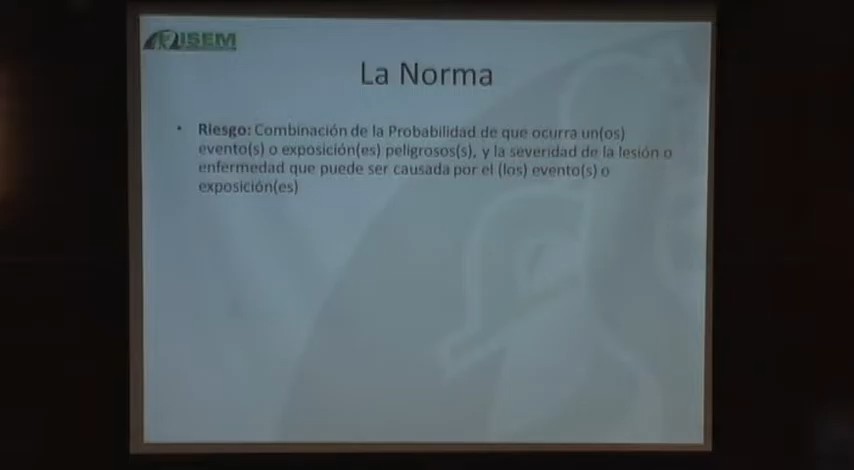 ISEM
La Norma
• Riesgo: Combinación de la Probabilidad de que ocurra un(os)
evento(s) o exposición(es) peligrosos(s), y la severidad de la lesión o
enfermedad que puede ser causada por el (los) evento(s) o
exposición(es)